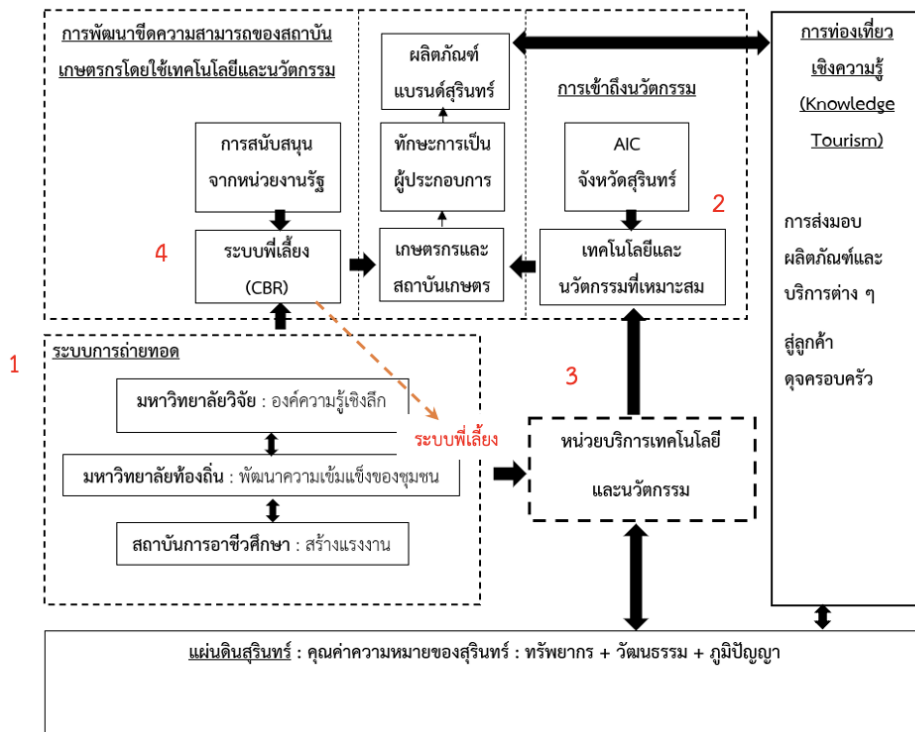 การพัฒนาขีดความสามารถของสถาบัน
เกษตรกรโดยใช้เทคโนโลยีและนวัตกรรม
การสนับสนุน
จากหน่วยงานรัฐ
4
ระบบพี่เลี้ยง
(CBR)
ผลิตภัณฑ์
แบรนด์สุรินทร์
ทักษะการเป็น
ผู้ประกอบการ
เกษตรกรและ
สถาบันเกษตร
การเข้าถึงนวัตกรรม
AIC
จังหวัดสุรินทร์
2
เทคโนโลยีและ
นวัตกรรมที่เหมาะสม
การท่องเที่ยว
เชิงความรู้
(Knowledge
Tourism)
การส่งมอบ
ผลิตภัณฑ์และ
บริการต่าง ๆ
สู่ลูกค้า
ดุจครอบครัว
1
ระบบการถ่ายทอด
มหาวิทยาลัยวิจัย : องค์ความรู้เชิงลึก
มหาวิทยาลัยท้องถิ่น : พัฒนาความเข้มแข็งของชุมชน
สถาบันการอาชีวศึกษา : สร้างแรงงาน
ระบบพี่เลี้ยง
3
หน่วยบริการเทคโนโลยี
และนวัตกรรม
แผ่นดินสุรินทร์ : คุณค่าความหมายของสุรินทร์ : ทรัพยากร + วัฒนธรรม + ภูมิปัญญา